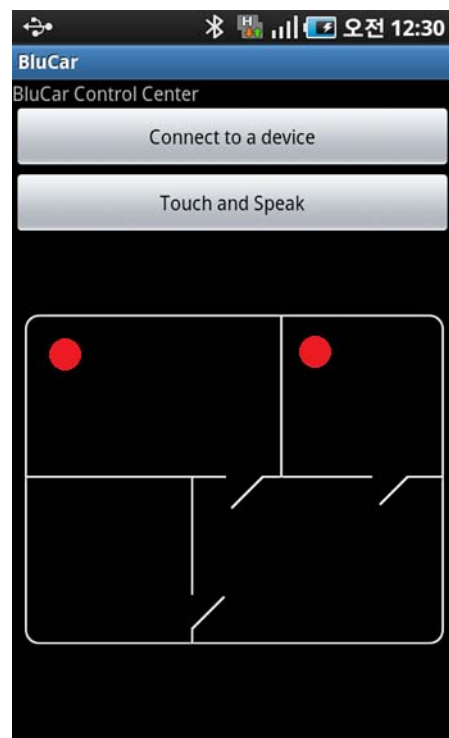 H
오전 12:30
BluCar
BluCar Control Center
Connect to a device
Touch and Speak